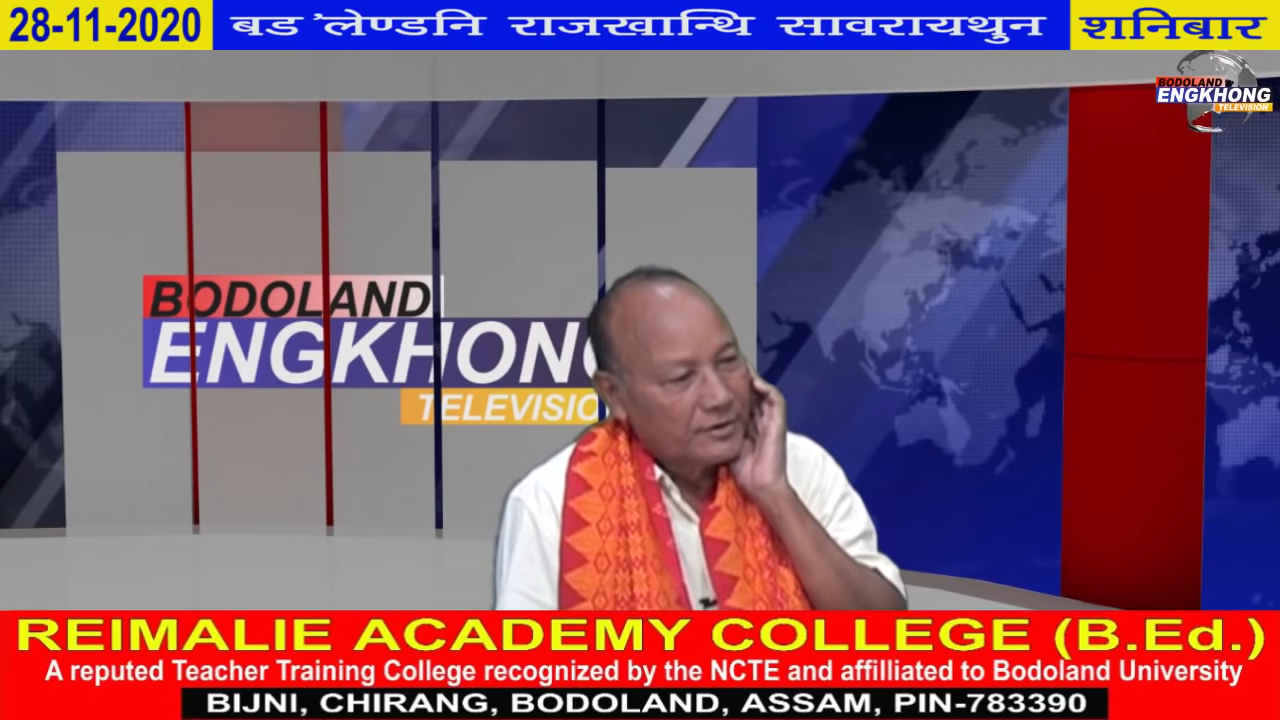 28-11-2020 बड ’लेण्डनि राजखान्थि सावरायथुन शनिबार
BODOLAND
ENGKHONG
TELEVISION
BODOLAND
ENGKHONG
TELEVISIO
REIMALIE ACADEMY COLLEGE (B.Ed.)
A reputed Teacher Training College recognized by the NCTE and affilliated to Bodoland University
BIJNI, CHIRANG, BODOLAND, ASSAM, PIN-783390